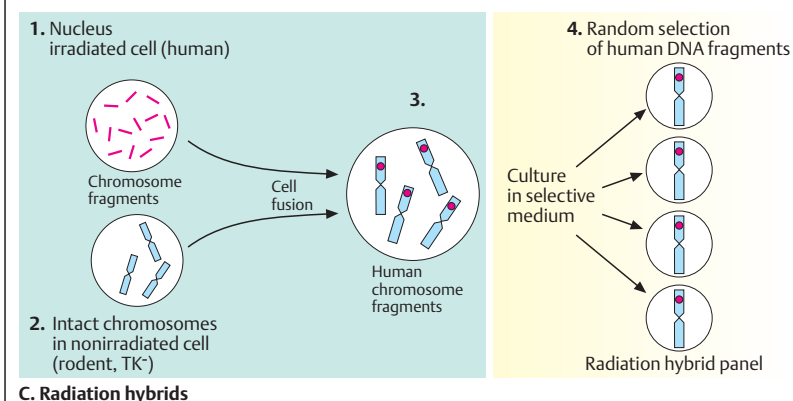 1. Nucleus
irradiated cell (human)
Chromosome
fragments
2. Intact chromosomes
in nonirradiated cell
(rodent, TK-)
Cell
fusion
3.
Human
chromosome
fragments
4. Random selection
of human DNA fragments
Culture
in selective
medium
Radiation hybrid panel
C. Radiation hybrids